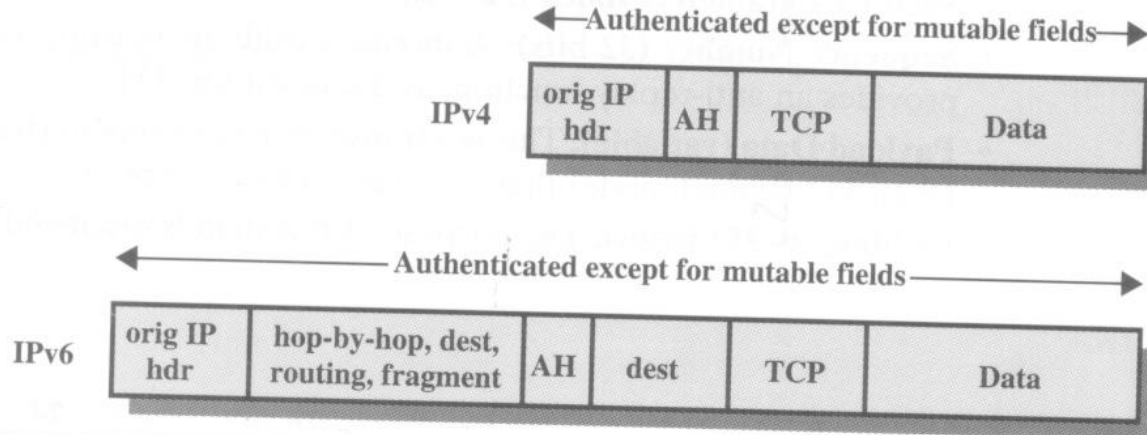 Authenticated except for mutable fields
IPv4
orig IP
hdr
AH
TCP
Data
Authenticated except for mutable fields
IPv6
orig IP
hdr
hop-by-hop, dest,
routing, fragment
AH
dest
TCP
Data